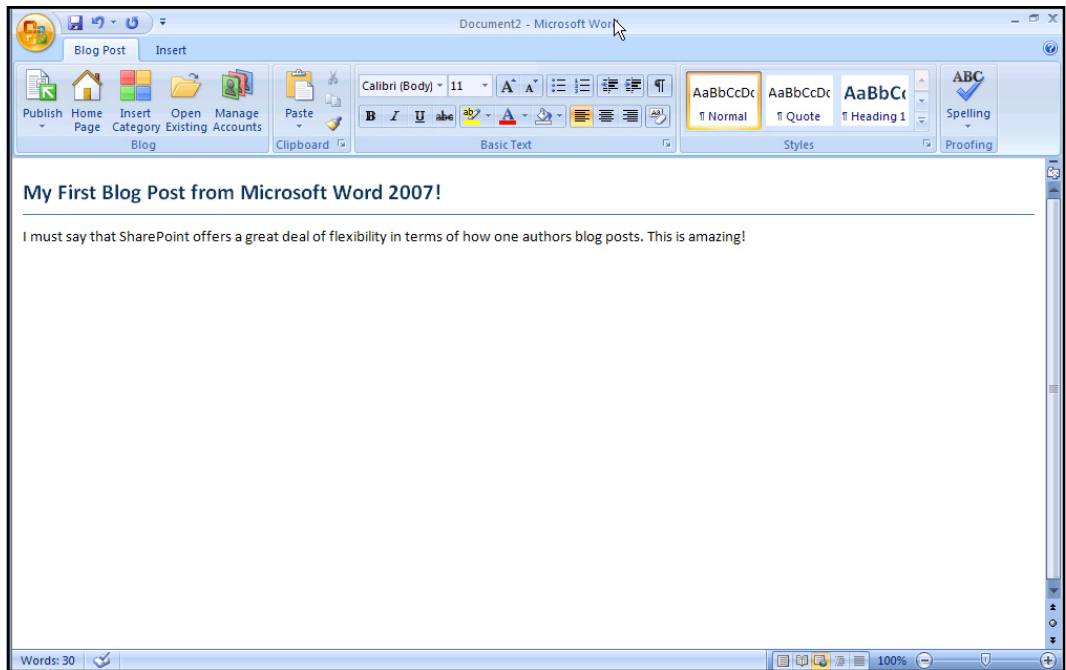 Document2 - Microsoft Word
Blog Post Insert
Publish Home Page Insert Category Open Existing Manage Accounts
Paste
Calibri (Body) 11
B I U abc ab A Aa
AaBbCcDc AaBbCcDc AaBbCc
¶ Normal ¶ Quote ¶ Heading 1
ABC
Spelling
Blog Clipboard Basic Text Styles Proofing
My First Blog Post from Microsoft Word 2007!
I must say that SharePoint offers a great deal of flexibility in terms of how one authors blog posts. This is amazing!
Words: 30 100%